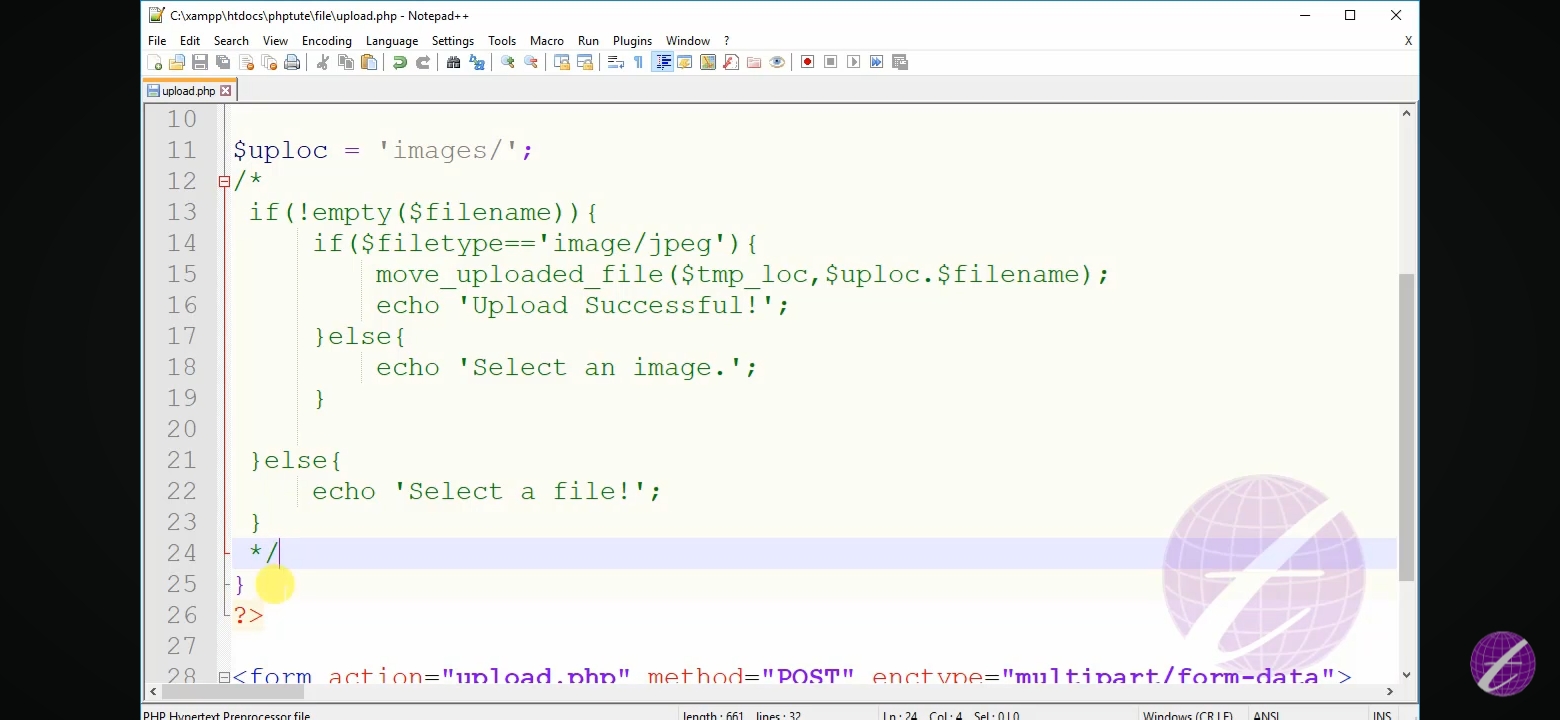 C:\xampp\htdocs\phptute\file\upload.php - Notepad++
File Edit Search View Encoding Language Settings Tools Macro Run Plugins Window ? X
upload.php
10
11 $uploc = 'images/';
12 /*
13 if(!empty($filename)){
14 if($filetype=='image/jpeg'){
15 move_uploaded_file($tmp_loc,$uploc.$filename);
16 echo 'Upload Successful!';
17 }else{
18 echo 'Select an image.';
19 }
20
21 }else{
22 echo 'Select a file!';
23 }
24 */
25 }
26 ?>
27
28 <form action="upload.php" method="POST" enctype="multipart/form-data">
PHP Hypertext Preprocessor file length : 661 lines : 32 Ln : 24 Col : 4 Sel : 0 | 0 Windows (CR LF) ANSI INS